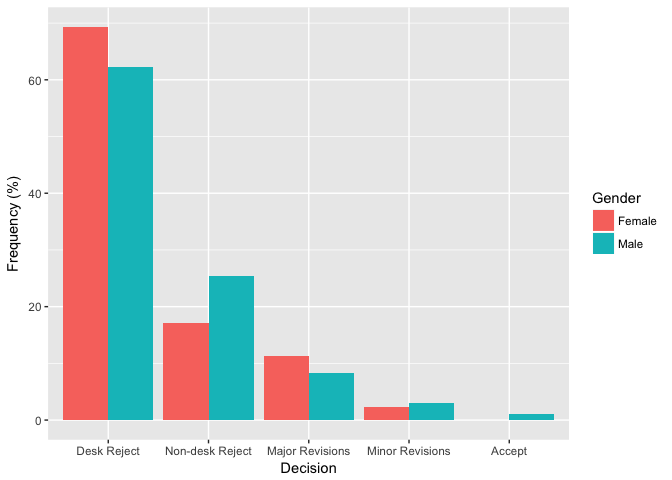 Frequency (%)
60
40
20
0
Desk Reject Non-desk Reject Major Revisions Minor Revisions Accept
Decision
Gender
Female
Male